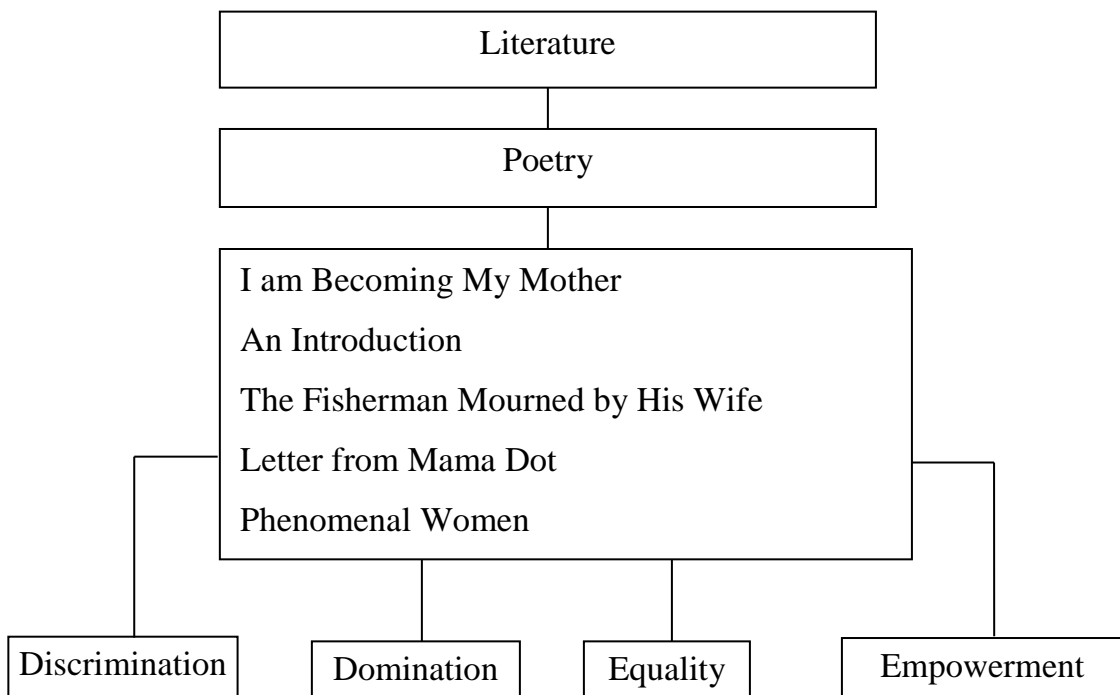 Literature
Poetry
I am Becoming My Mother
An Introduction
The Fisherman Mourned by His Wife
Letter from Mama Dot
Phenomenal Women
Discrimination
Domination
Equality
Empowerment